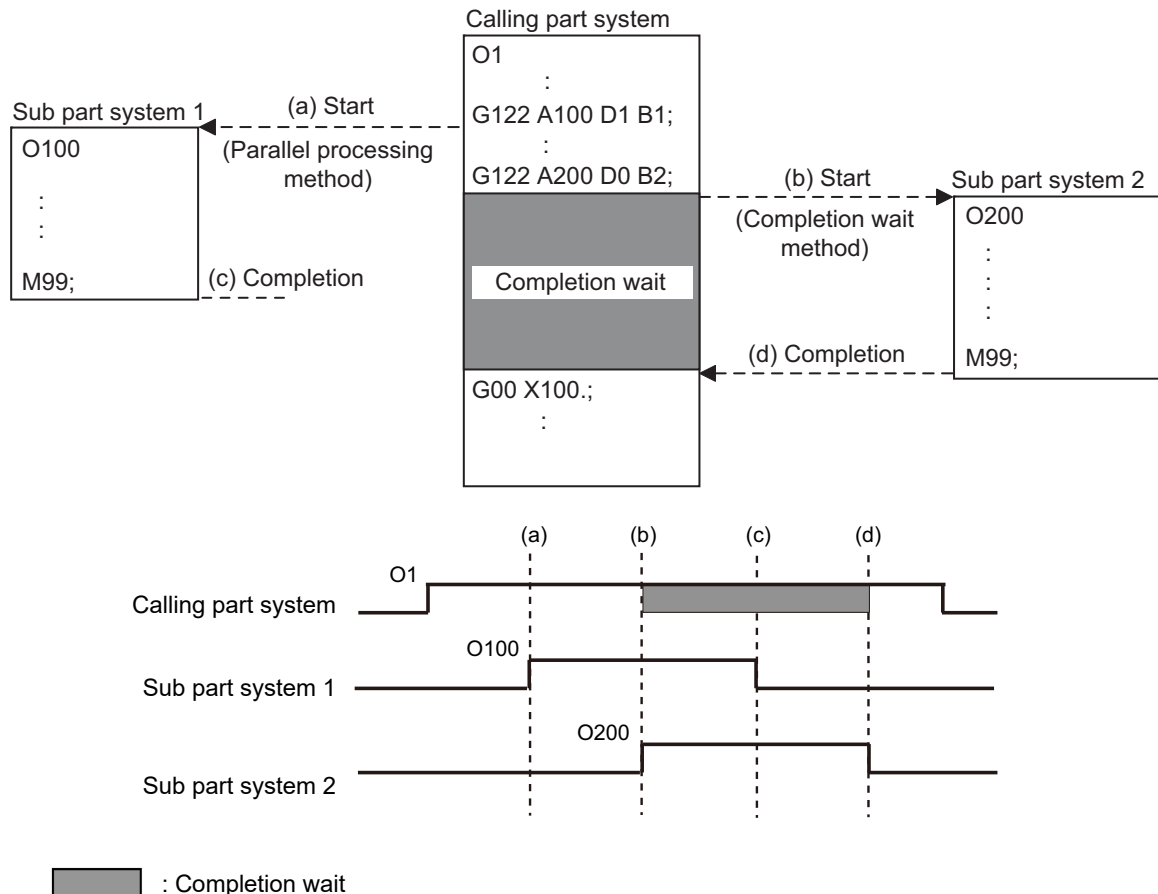 Calling part system
O1
:
G122 A100 D1 B1;
:
G122 A200 D0 B2;
Completion wait
G00 X100.;
:
Sub part system 1
O100
:
:
M99;
(a) Start
(Parallel processing
method)
(c) Completion
(b) Start
(Completion wait
method)
(d) Completion
Sub part system 2
O200
:
:
:
M99;
(a)
(b)
(c)
(d)
O1
Calling part system
O100
Sub part system 1
O200
Sub part system 2
: Completion wait